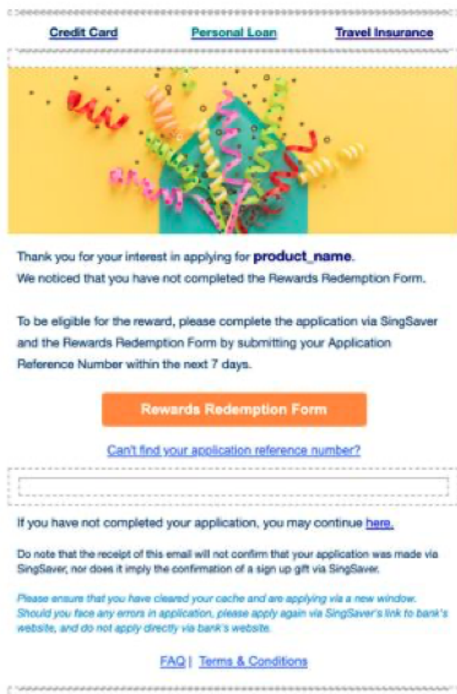 Credit Card Personal Loan Travel Insurance
Thank you for your interest in applying for product_name.
We noticed that you have not completed the Rewards Redemption Form.
To be eligible for the reward, please complete the application via SingSaver
and the Rewards Redemption Form by submitting your Application
Reference Number within the next 7 days.
Rewards Redemption Form
Can't find your application reference number?
If you have not completed your application, you may continue here.
Do note that the receipt of this email will not confirm that your application was made via
SingSaver, nor does it imply the confirmation of a sign up gift via SingSaver.
Please ensure that you have cleared your cache and are applying via a new window.
Should you face any errors in application, please apply again via SingSaver's link to bank's
website, and do not apply directly via bank's website.
FAQ | Terms & Conditions